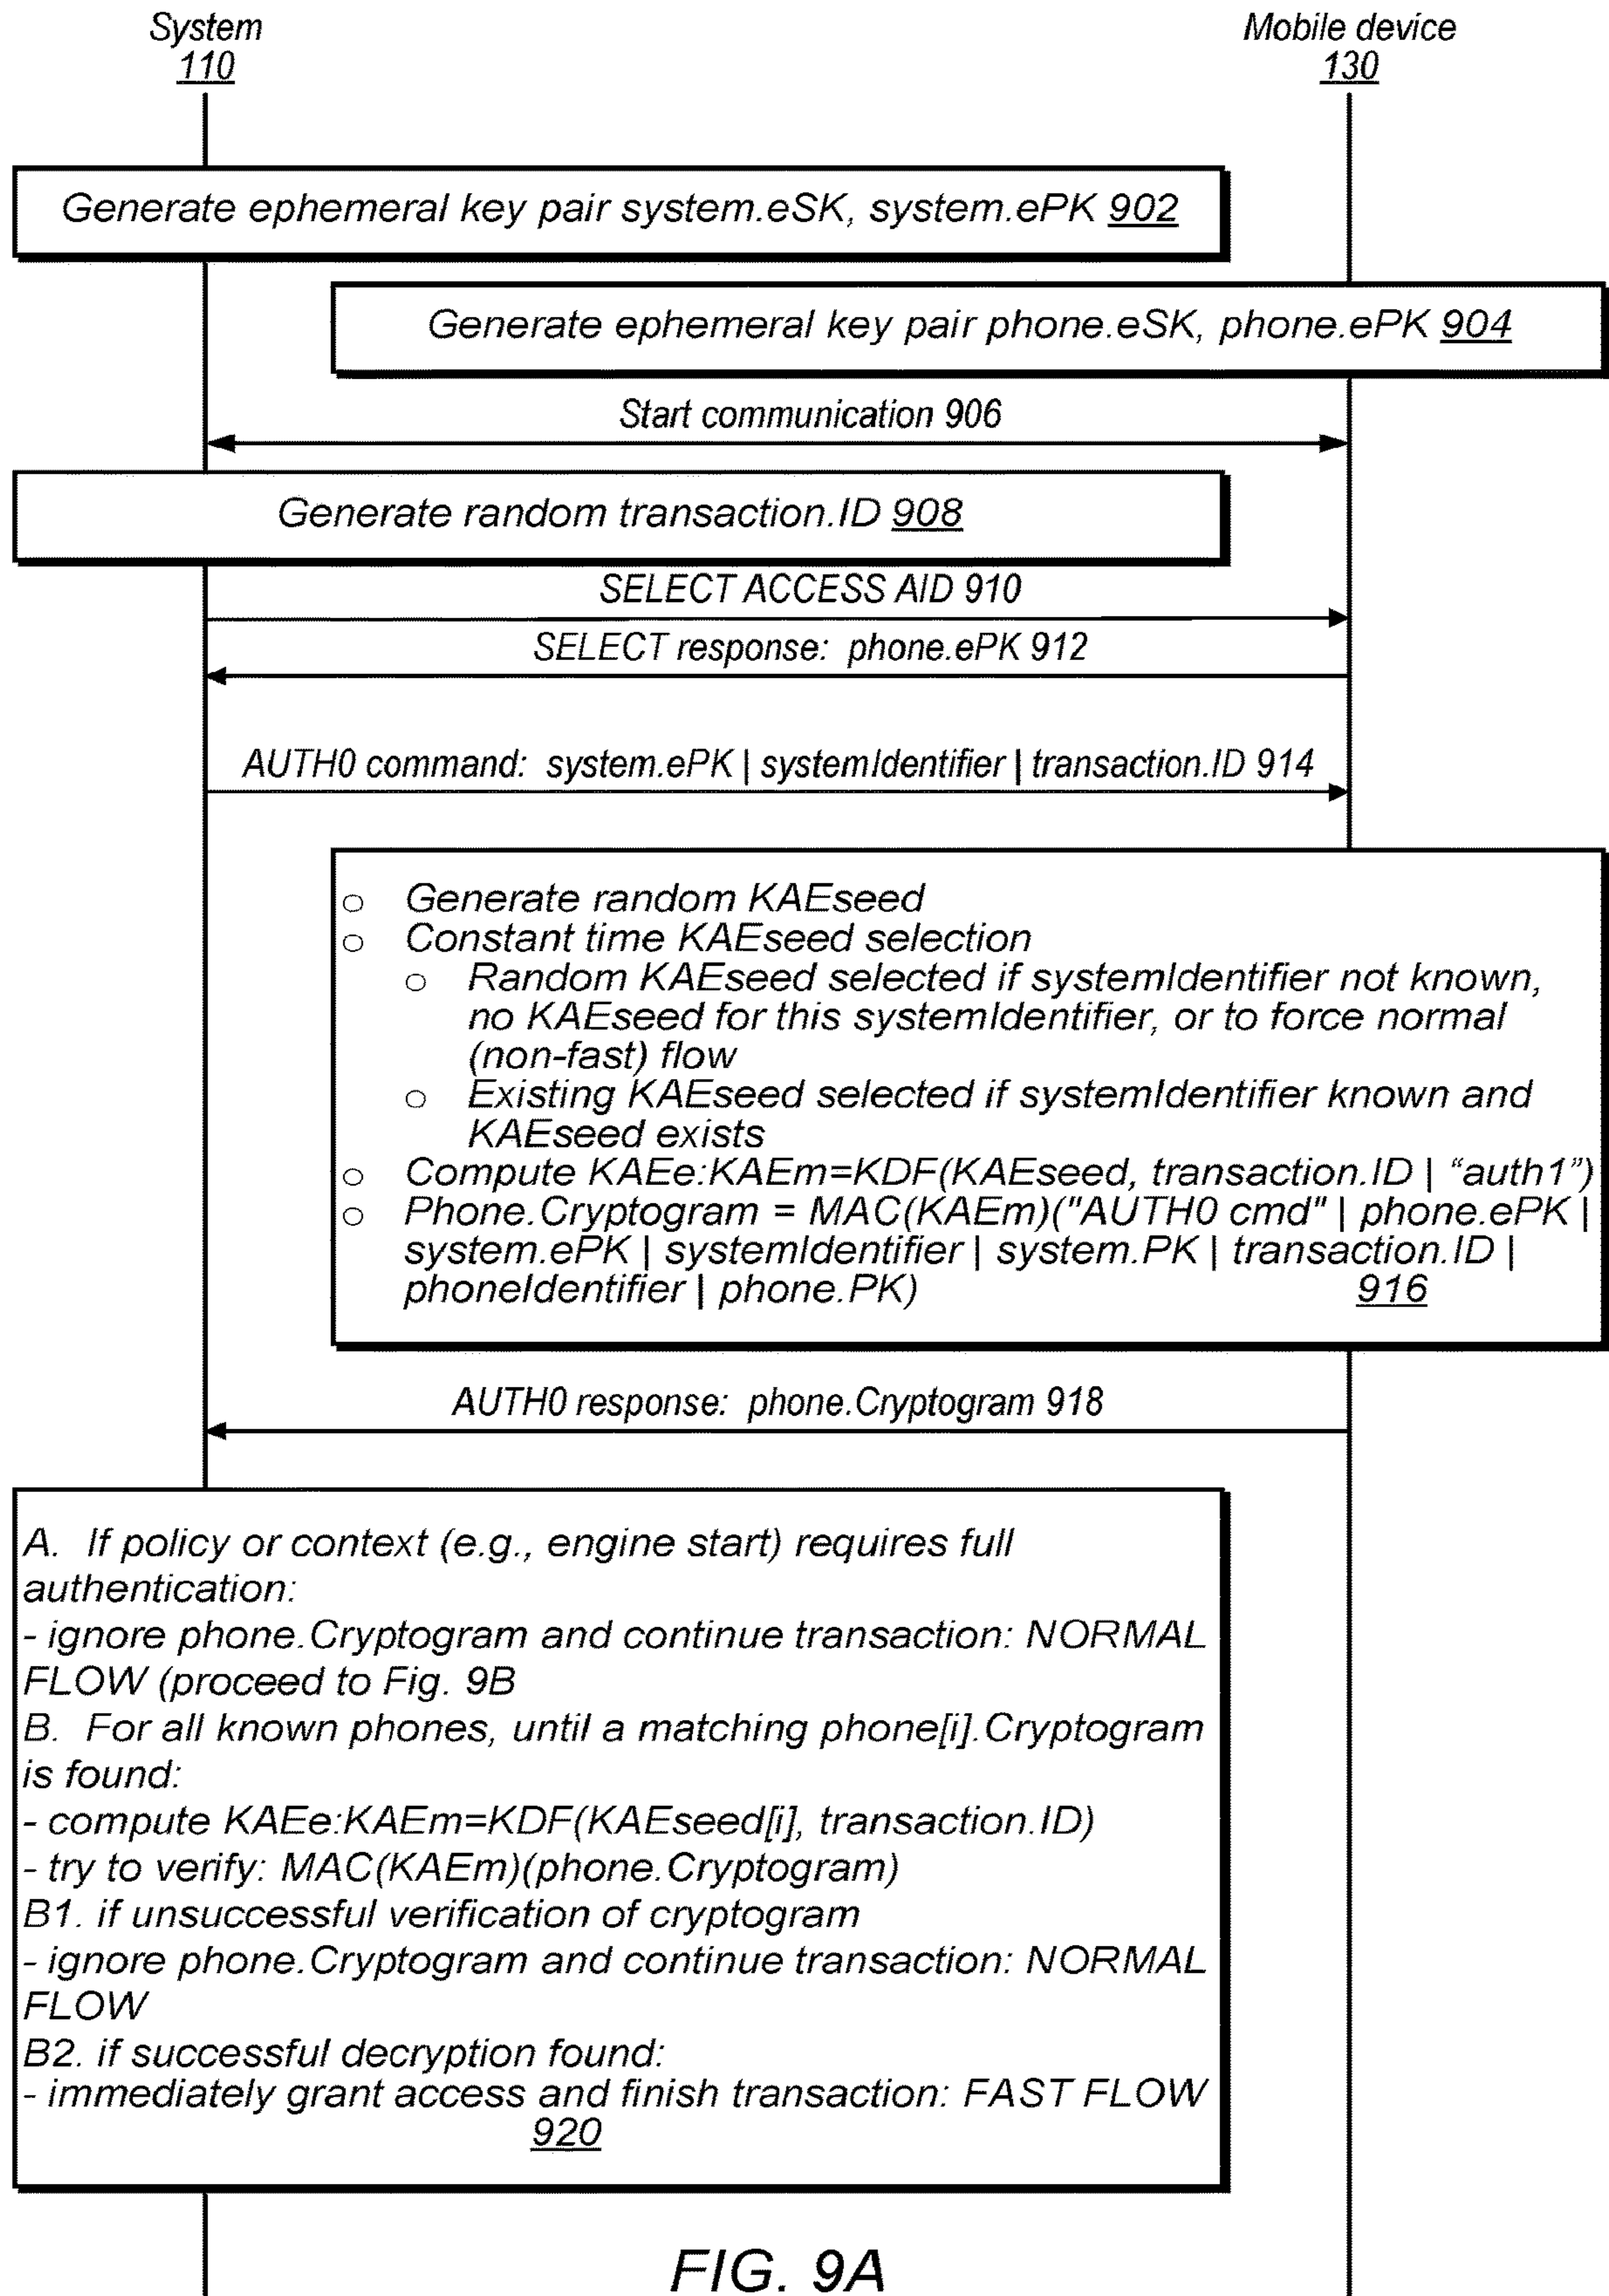 System
110
Mobile device
130
Generate ephemeral key pair system.eSK, system.ePK 902
Generate ephemeral key pair phone.eSK, phone.ePK 904
Start communication 906
Generate random transaction.ID 908
SELECT ACCESS AID 910
SELECT response: phone.ePK 912
AUTH0 command: system.ePK | systemIdentifier | transaction.ID 914
○ Generate random KAEseed
○ Constant time KAEseed selection
○ Random KAEseed selected if systemIdentifier not known,
no KAEseed for this systemIdentifier, or to force normal
(non-fast) flow
○ Existing KAEseed selected if systemIdentifier known and
KAEseed exists
○ Compute KAEe:KAEm=KDF(KAEseed, transaction.ID | “auth1”)
○ Phone.Cryptogram = MAC(KAEm)("AUTH0 cmd" | phone.ePK |
system.ePK | systemIdentifier | system.PK | transaction.ID |
phoneIdentifier | phone.PK) 916
AUTH0 response: phone.Cryptogram 918
A. If policy or context (e.g., engine start) requires full
authentication:
- ignore phone.Cryptogram and continue transaction: NORMAL
FLOW (proceed to Fig. 9B
B. For all known phones, until a matching phone[i].Cryptogram
is found:
- compute KAEe:KAEm=KDF(KAEseed[i], transaction.ID)
- try to verify: MAC(KAEm)(phone.Cryptogram)
B1. if unsuccessful verification of cryptogram
- ignore phone.Cryptogram and continue transaction: NORMAL
FLOW
B2. if successful decryption found:
- immediately grant access and finish transaction: FAST FLOW
920
FIG. 9A